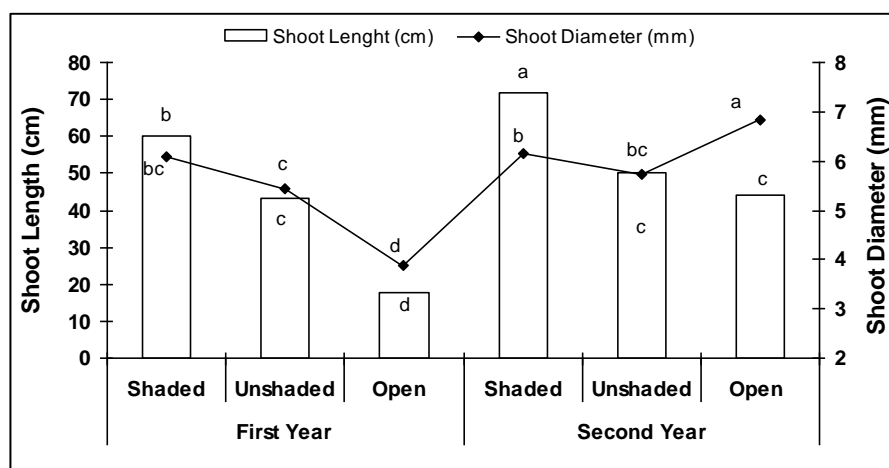 Shoot Lenght (cm) Shoot Diameter (mm)
80
70
60
50
40
30
20
10
0
Shoot Length (cm)
8
7
6
5
4
3
2
Shoot Diameter (mm)
b
bc
c
c
d
d
a
b
bc
c
a
c
Shaded Unshaded Open Shaded Unshaded Open
First Year Second Year